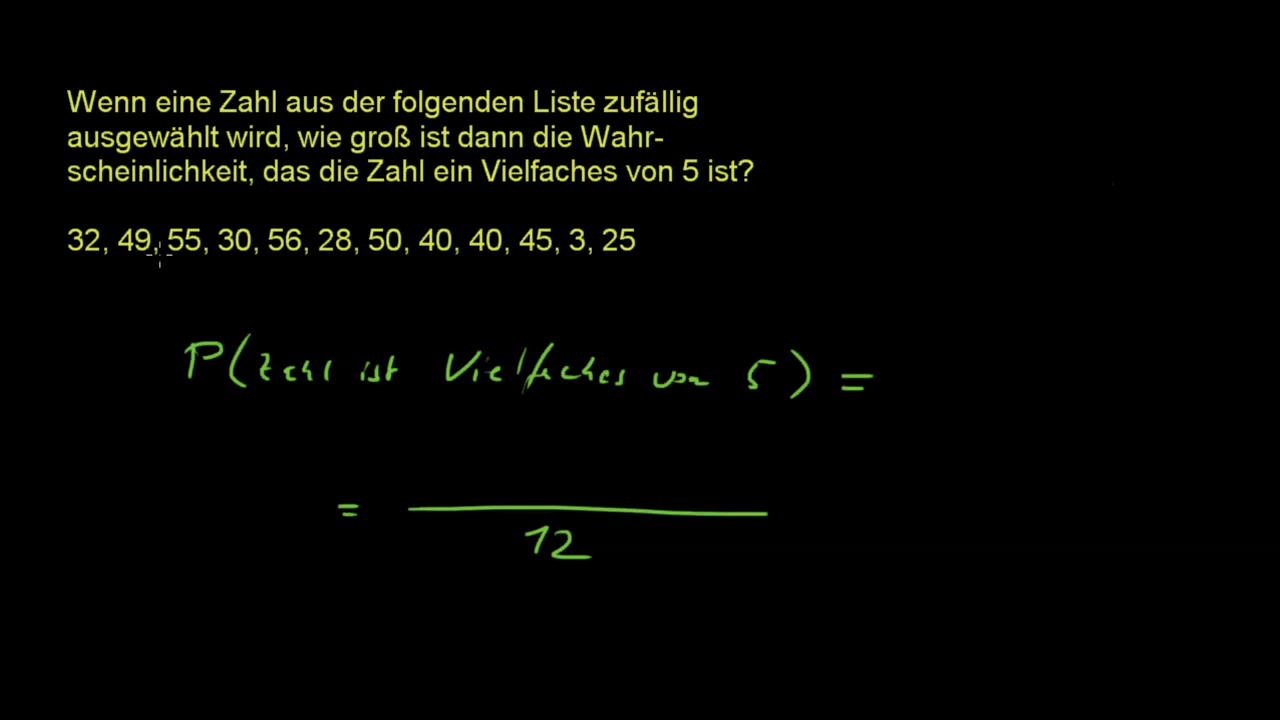 Wenn eine Zahl aus der folgenden Liste zufällig
ausgewählt wird, wie groß ist dann die Wahr-
scheinlichkeit, das die Zahl ein Vielfaches von 5 ist?
32, 49, 55, 30, 56, 28, 50, 40, 40, 45, 3, 25
P(Zahl ist Vielfaches von 5) =
=
12